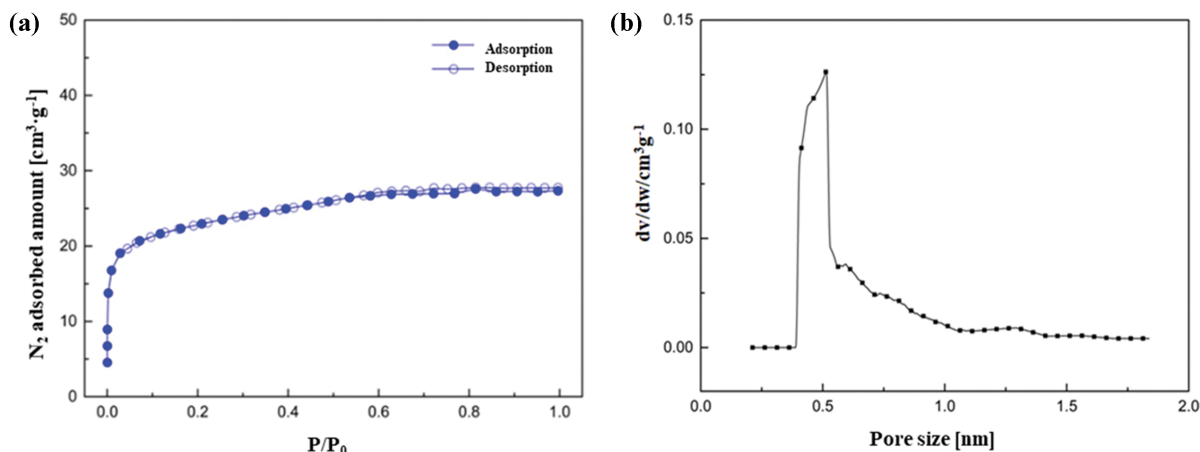 (a)
50
40
30
20
10
0
N₂ adsorbed amount [cm³·g⁻¹]
Adsorption
Desorption
0.0 0.2 0.4 0.6 0.8 1.0
P/P₀
(b)
0.15
0.10
0.05
0.00
dv/dw/cm³g⁻¹
0.0 0.5 1.0 1.5 2.0
Pore size [nm]